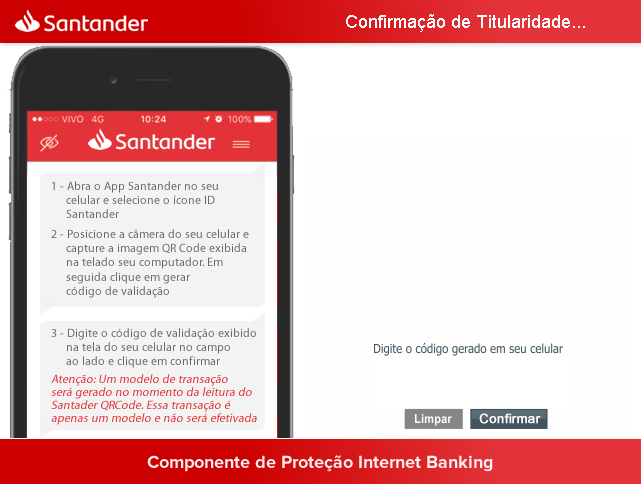 Santander
Confirmação de Titularidade...
VIVO 4G 10:24 100%
Santander
1 - Abra o App Santander no seu
celular e selecione o ícone ID
Santander
2 - Posicione a câmera do seu celular e
capture a imagem QR Code exibida
na telado seu computador. Em
seguida clique em gerar
código de validação
3 - Digite o código de validação exibido
na tela do seu celular no campo
ao lado e clique em confirmar
Atenção: Um modelo de transação
será gerado no momento da leitura do
Santader QRCode. Essa transação é
apenas um modelo e não será efetivada
Digite o código gerado em seu celular
Limpar Confirmar
Componente de Proteção Internet Banking